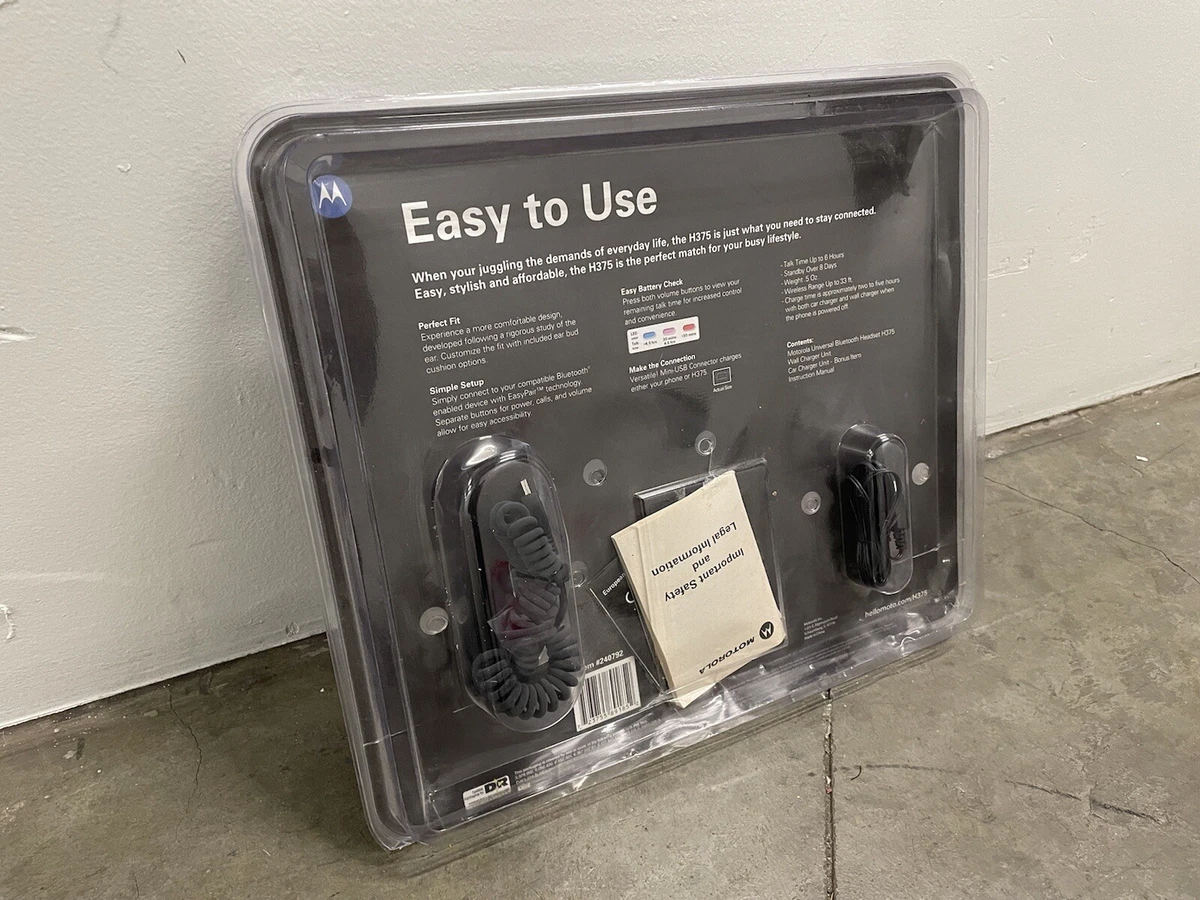 Easy to Use
When your juggling the demands of everyday life, the H375 is just what you need to stay connected.
Easy, stylish and affordable, the H375 is the perfect match for your busy lifestyle.
Perfect Fit
Experience a more comfortable design,
developed following a rigorous study of the
ear. Customize the fit with included ear bud
cushion options.
Simple Setup
Simply connect to your compatible Bluetooth®
enabled device with EasyPair™ technology.
Separate buttons for power, calls, and volume
allow for easy accessibility.
Easy Battery Check
Press both volume buttons to view your
remaining talk time for increased control
and convenience.
Make the Connection
Versatile Mini-USB Connector charges
either your phone or H375
Actual Size
- Talk Time Up to 6 Hours
- Standby Over 8 Days
- Weight .5 Oz.
- Wireless Range Up to 33 ft.
- Charge time is approximately two to five hours
with both car charger and wall charger when
the phone is powered off.
Contents:
Motorola Universal Bluetooth Headset H375
Wall Charger Unit
Car Charger Unit - Bonus Item
Instruction Manual
Important Safety
and
Legal Information
MOTOROLA
#240792
hellomoto.com/H375
DR